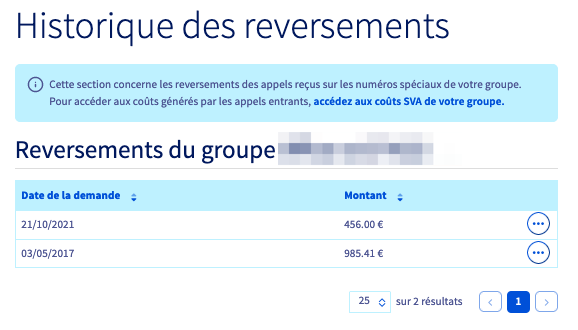 Historique des reversements
Cette section concerne les reversements des appels reçus sur les numéros spéciaux de votre groupe.
Pour accéder aux coûts générés par les appels entrants, accédez aux coûts SVA de votre groupe.
Reversements du groupe
Date de la demande Montant
21/10/2021 456.00 €
03/05/2017 985.41 €
25 sur 2 résultats 1